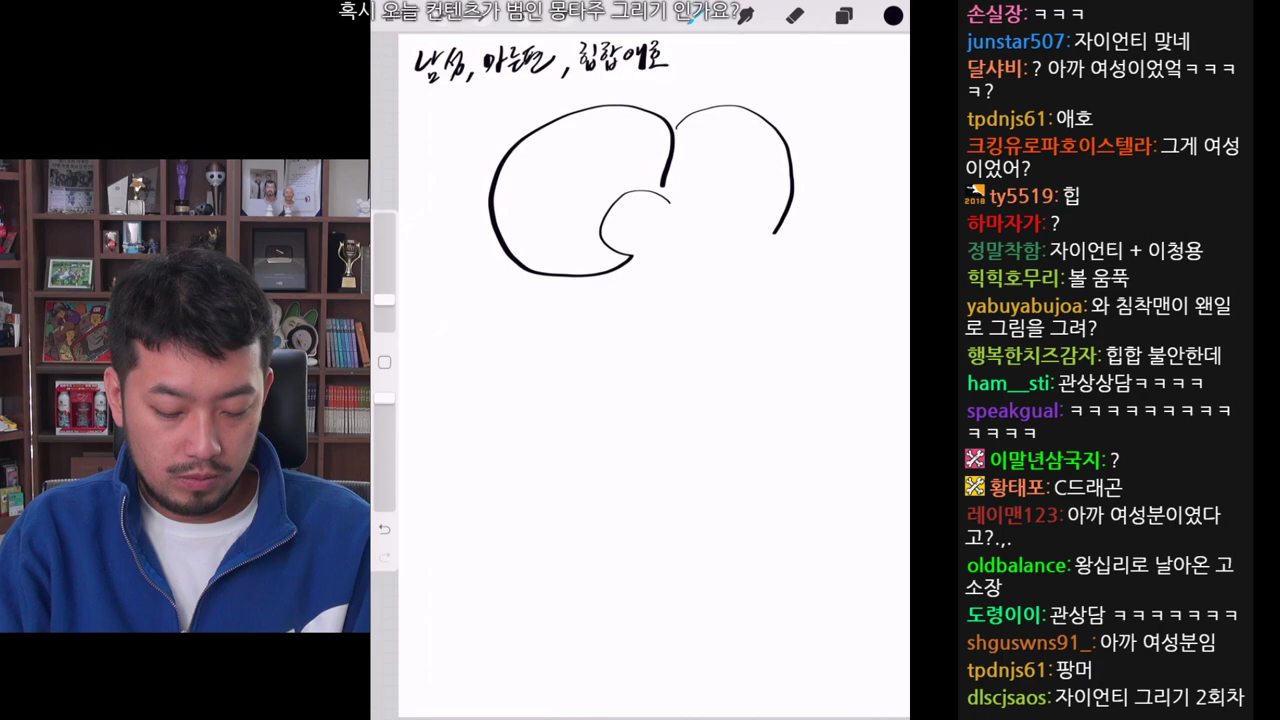 혹시 오늘 컨텐츠가 범인 몽타주 그리기 인가요?
남성, 마른편, 힙합애호
손실장: ㅋㅋㅋ
junstar507: 자이언티 맞네
달샤비: ? 아까 여성이었엌ㅋㅋㅋ
ㅋ?
tpdnjs61: 애호
크킹유로파호이스텔라: 그게 여성
이었어?
2018 ty5519: 힙
하마자가: ?
정말착함: 자이언티 + 이청용
힉힉호무리: 볼 움푹
yabuyabujoa: 와 침착맨이 왠일
로 그림을 그려?
행복한치즈감자: 힙합 불안한데
ham__sti: 관상상담ㅋㅋㅋㅋ
speakgual: ㅋㅋㅋㅋㅋㅋㅋㅋㅋ
ㅋㅋㅋㅋ
이말년삼국지: ?
황태포: C드래곤
레이맨123: 아까 여성분이였다
고?.,.
oldbalance: 왕십리로 날아온 고
소장
도령이이: 관상담 ㅋㅋㅋㅋㅋㅋㅋ
shguswns91_: 아까 여성분임
tpdnjs61: 팡머
dlscjsaos: 자이언티 그리기 2회차